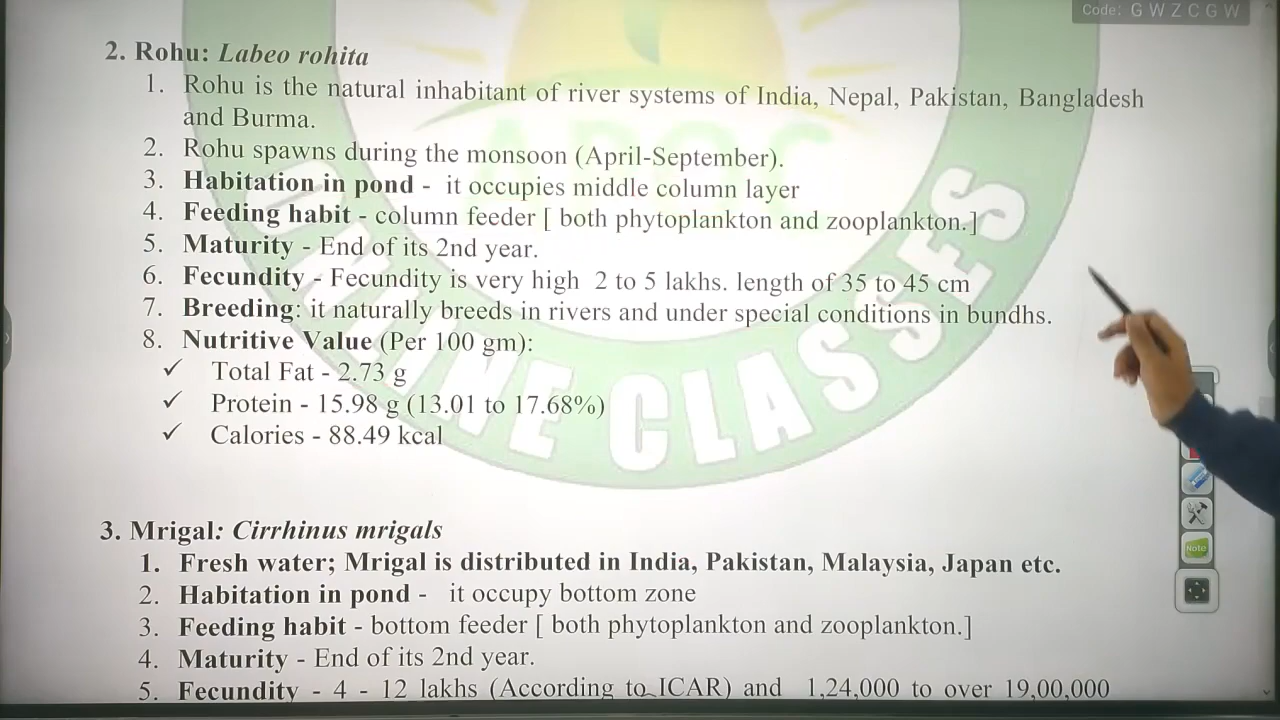 Code: G W Z C G W
2. Rohu: Labeo rohita
1. Rohu is the natural inhabitant of river systems of India, Nepal, Pakistan, Bangladesh
and Burma.
2. Rohu spawns during the monsoon (April-September).
3. Habitation in pond - it occupies middle column layer
4. Feeding habit - column feeder [ both phytoplankton and zooplankton.]
5. Maturity - End of its 2nd year.
6. Fecundity - Fecundity is very high 2 to 5 lakhs. length of 35 to 45 cm
7. Breeding: it naturally breeds in rivers and under special conditions in bundhs.
8. Nutritive Value (Per 100 gm):
✓ Total Fat - 2.73 g
✓ Protein - 15.98 g (13.01 to 17.68%)
✓ Calories - 88.49 kcal
ONLINE CLASSES
3. Mrigal: Cirrhinus mrigals
1. Fresh water; Mrigal is distributed in India, Pakistan, Malaysia, Japan etc.
2. Habitation in pond - it occupy bottom zone
3. Feeding habit - bottom feeder [ both phytoplankton and zooplankton.]
4. Maturity - End of its 2nd year.
5. Fecundity - 4 - 12 lakhs (According to ICAR) and 1,24,000 to over 19,00,000
Note